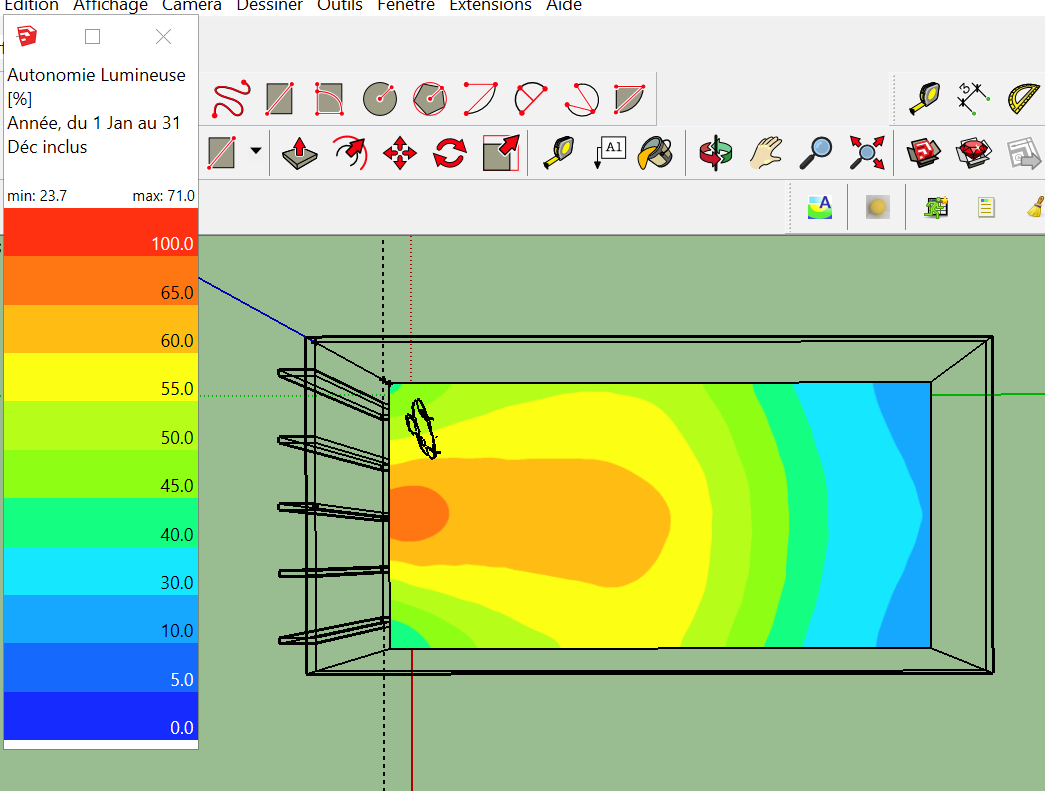 Edition Affichage Caméra Dessiner Outils Fenêtre Extensions Aide
Autonomie Lumineuse
[%]
Année, du 1 Jan au 31
Déc inclus
min: 23.7 max: 71.0
100.0
65.0
60.0
55.0
50.0
45.0
40.0
30.0
10.0
5.0
0.0
3
A1
A